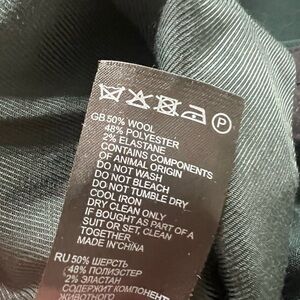 P
GB 50% WOOL
48% POLYESTER
2% ELASTANE
CONTAINS COMPONENTS
OF ANIMAL ORIGIN
DO NOT WASH
DO NOT BLEACH
DO NOT TUMBLE DRY
COOL IRON
DRY CLEAN ONLY
IF BOUGHT AS PART OF A
SUIT OR SET, CLEAN
TOGETHER
MADE IN CHINA
RU 50% ШЕРСТЬ
48% ПОЛИЭСТЕР
2% ЭЛАСТАН
СОДЕРЖИТ КОМПОНЕНТЫ
ЖИВОТНОГО